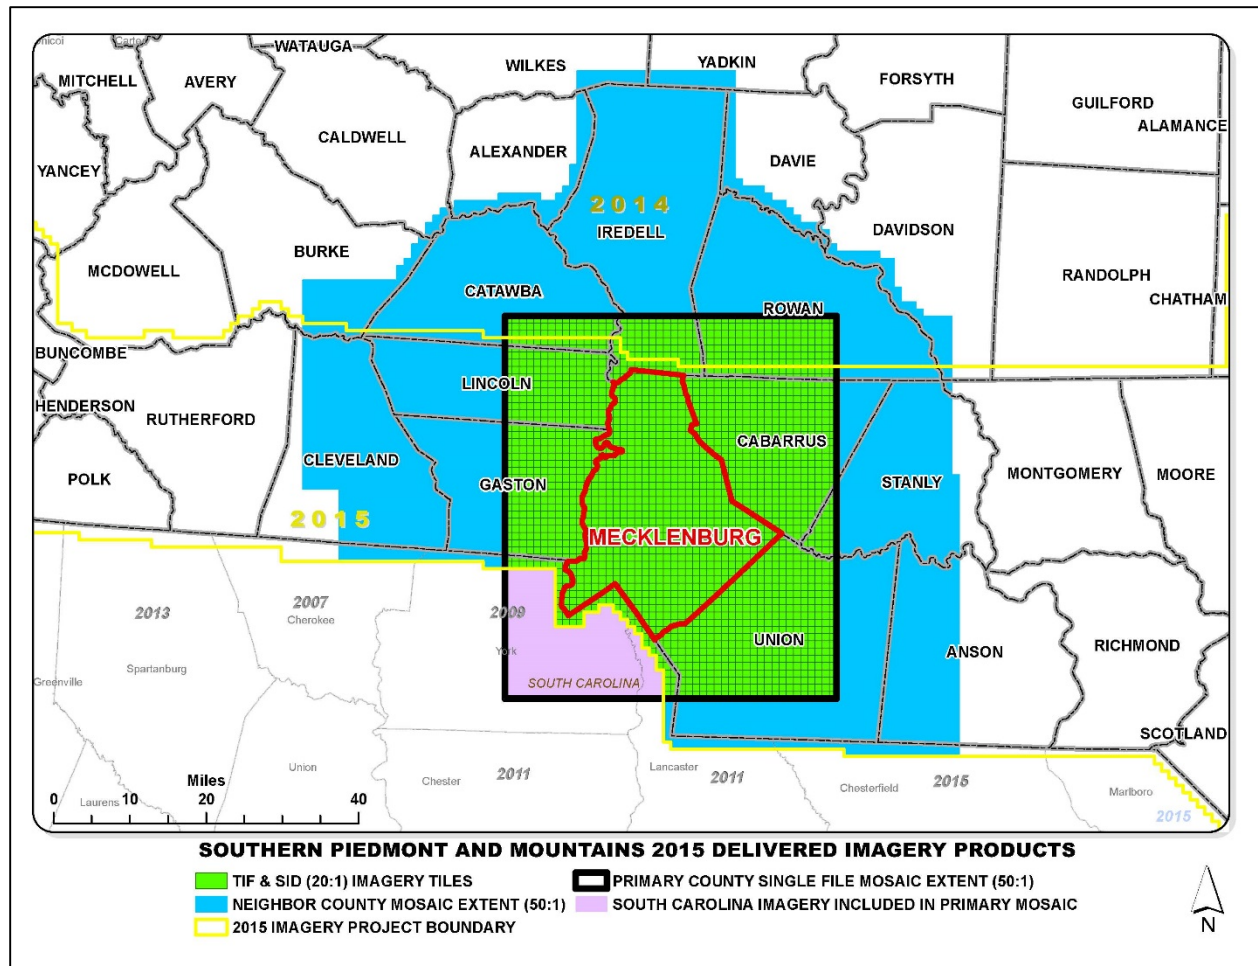 WATAUGA
WILKES
YADKIN
FORSYTH
MITCHELL
AVERY
GUILFORD
ALAMANCE
CALDWELL
ALEXANDER
DAVIE
YANCEY
2014
IREDELL
DAVIDSON
BURKE
MCDOWELL
RANDOLPH
CATAWBA
CHATHAM
ROWAN
BUNCOMBE
LINCOLN
HENDERSON
RUTHERFORD
CABARRUS
CLEVELAND
POLK
GASTON
STANLY
MONTGOMERY
MOORE
2015
MECKLENBURG
2013
2007
Cherokee
2009
York
UNION
ANSON
RICHMOND
Spartanburg
Greenville
SOUTH CAROLINA
SCOTLAND
Union
Chester
2011
Lancaster
2011
Chesterfield
2015
Marlboro
2015
Miles
Laurens
0 10 20 40
SOUTHERN PIEDMONT AND MOUNTAINS 2015 DELIVERED IMAGERY PRODUCTS
TIF & SID (20:1) IMAGERY TILES
PRIMARY COUNTY SINGLE FILE MOSAIC EXTENT (50:1)
NEIGHBOR COUNTY MOSAIC EXTENT (50:1)
SOUTH CAROLINA IMAGERY INCLUDED IN PRIMARY MOSAIC
2015 IMAGERY PROJECT BOUNDARY
N